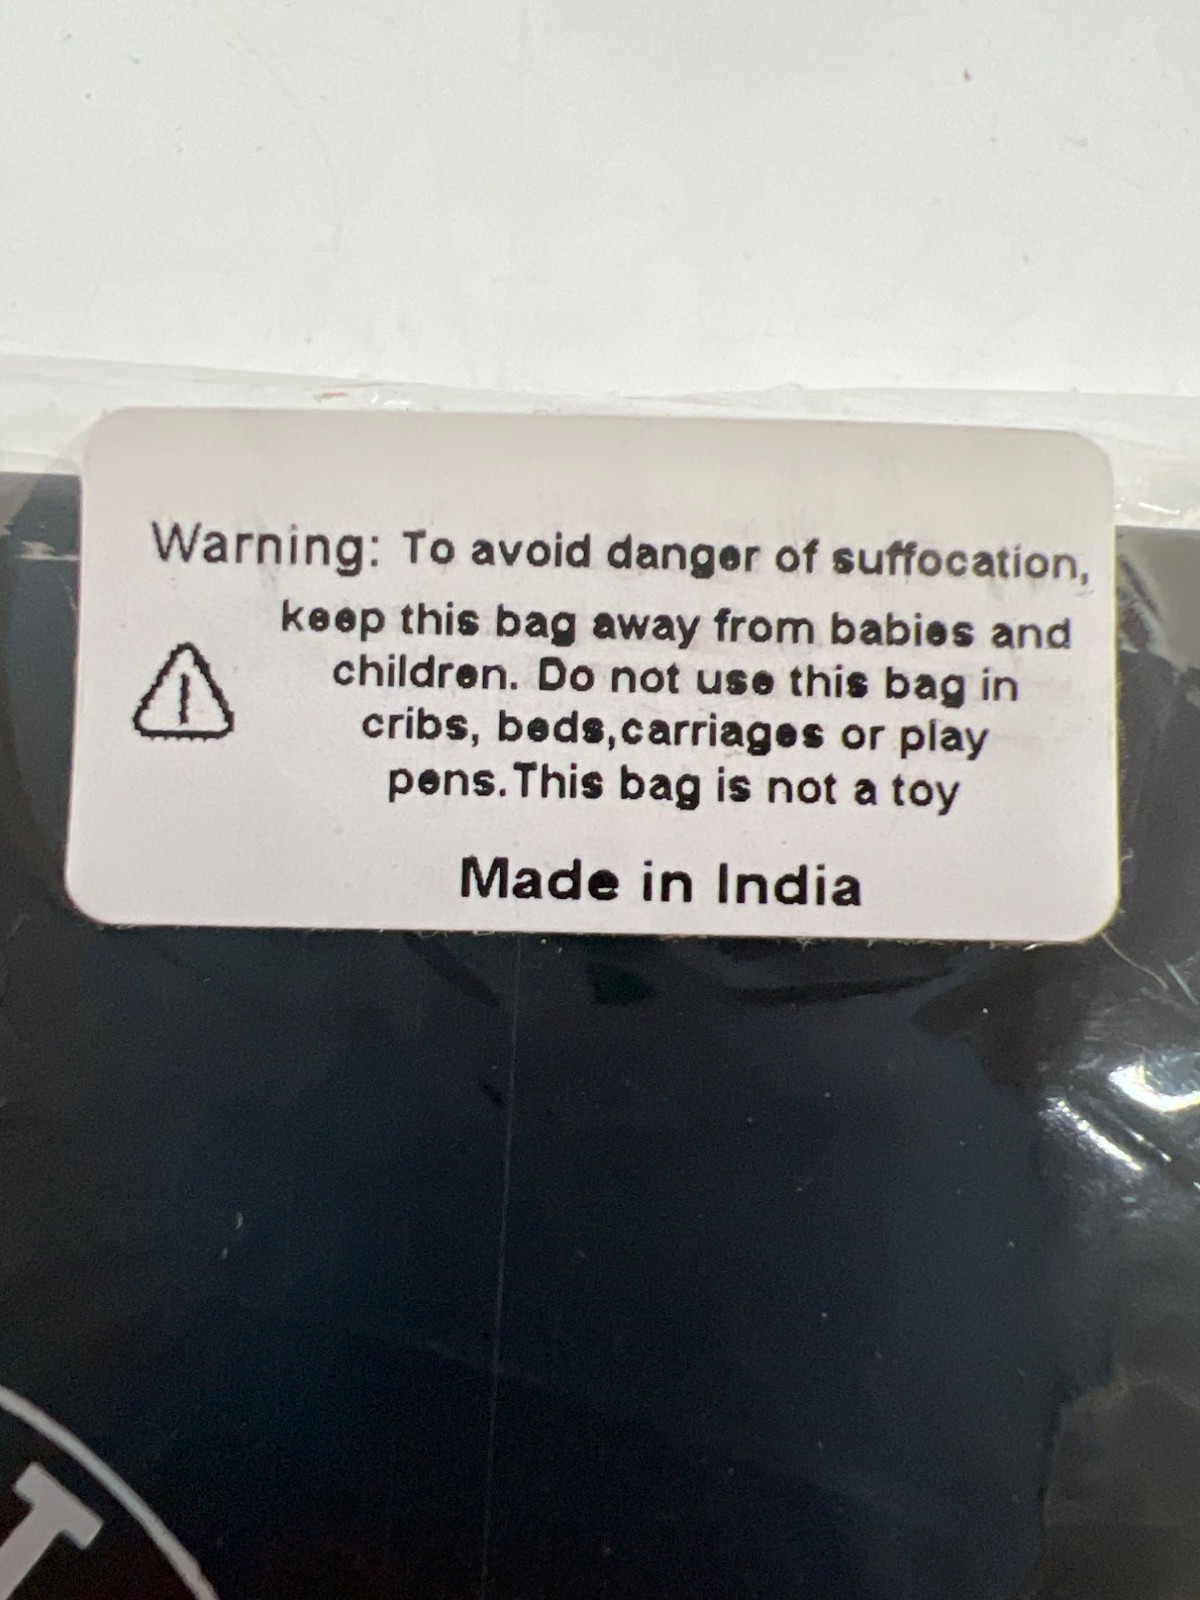 Warning: To avoid danger of suffocation,
keep this bag away from babies and
children. Do not use this bag in
cribs, beds,carriages or play
pens.This bag is not a toy
Made in India